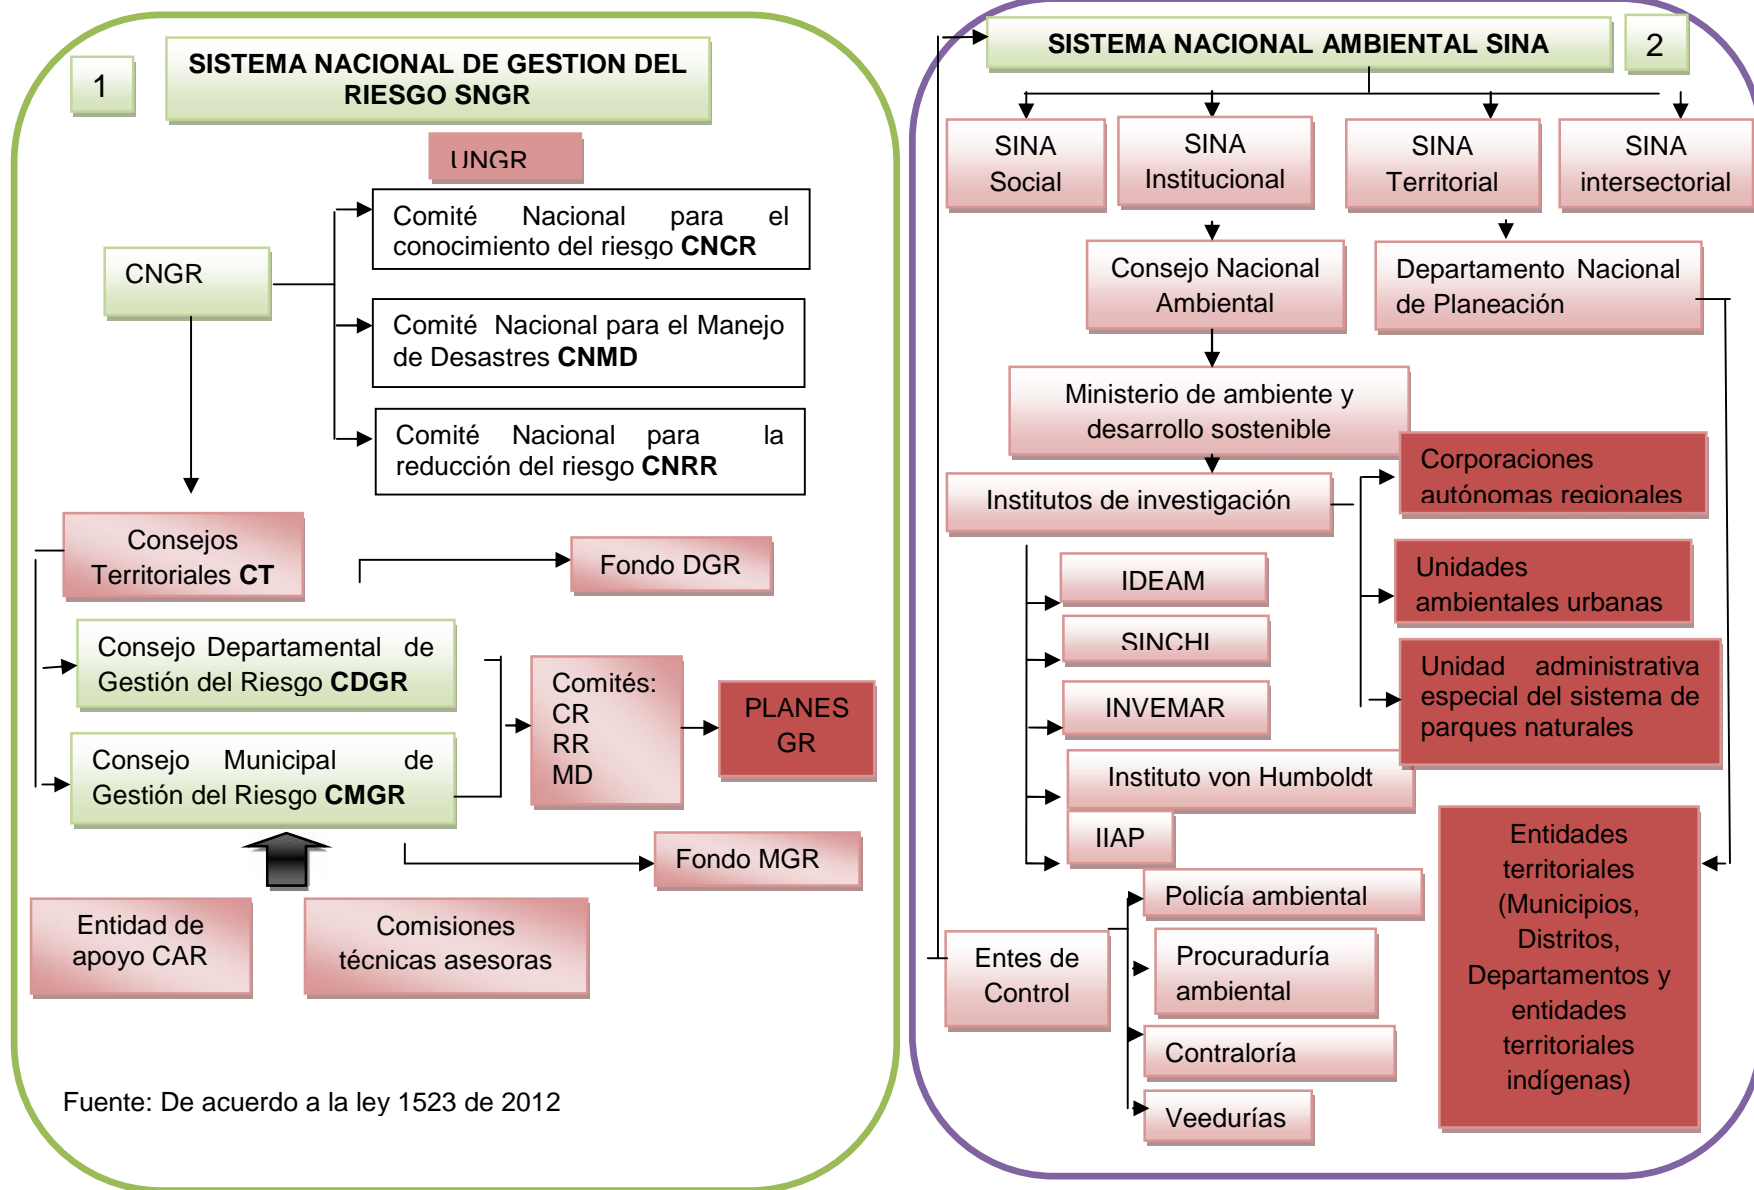 1
SISTEMA NACIONAL DE GESTION DEL
RIESGO SNGR
UNGR
Comité Nacional para el
conocimiento del riesgo CNCR
CNGR
Comité Nacional para el Manejo
de Desastres CNMD
Comité Nacional para la
reducción del riesgo CNRR
Consejos
Territoriales CT
Fondo DGR
Consejo Departamental de
Gestión del Riesgo CDGR
Comités:
CR
RR
MD
PLANES
GR
Consejo Municipal de
Gestión del Riesgo CMGR
Fondo MGR
Entidad de
apoyo CAR
Comisiones
técnicas asesoras
Fuente: De acuerdo a la ley 1523 de 2012
SISTEMA NACIONAL AMBIENTAL SINA
2
SINA
Social
SINA
Institucional
SINA
Territorial
SINA
intersectorial
Consejo Nacional
Ambiental
Departamento Nacional
de Planeación
Ministerio de ambiente y
desarrollo sostenible
Institutos de investigación
Corporaciones
autónomas regionales
Unidades
ambientales urbanas
Unidad administrativa
especial del sistema de
parques naturales
IDEAM
SINCHI
INVEMAR
Instituto von Humboldt
IIAP
Entidades
territoriales
(Municipios,
Distritos,
Departamentos y
entidades
territoriales
indígenas)
Entes de
Control
Policía ambiental
Procuraduría
ambiental
Contraloría
Veedurías